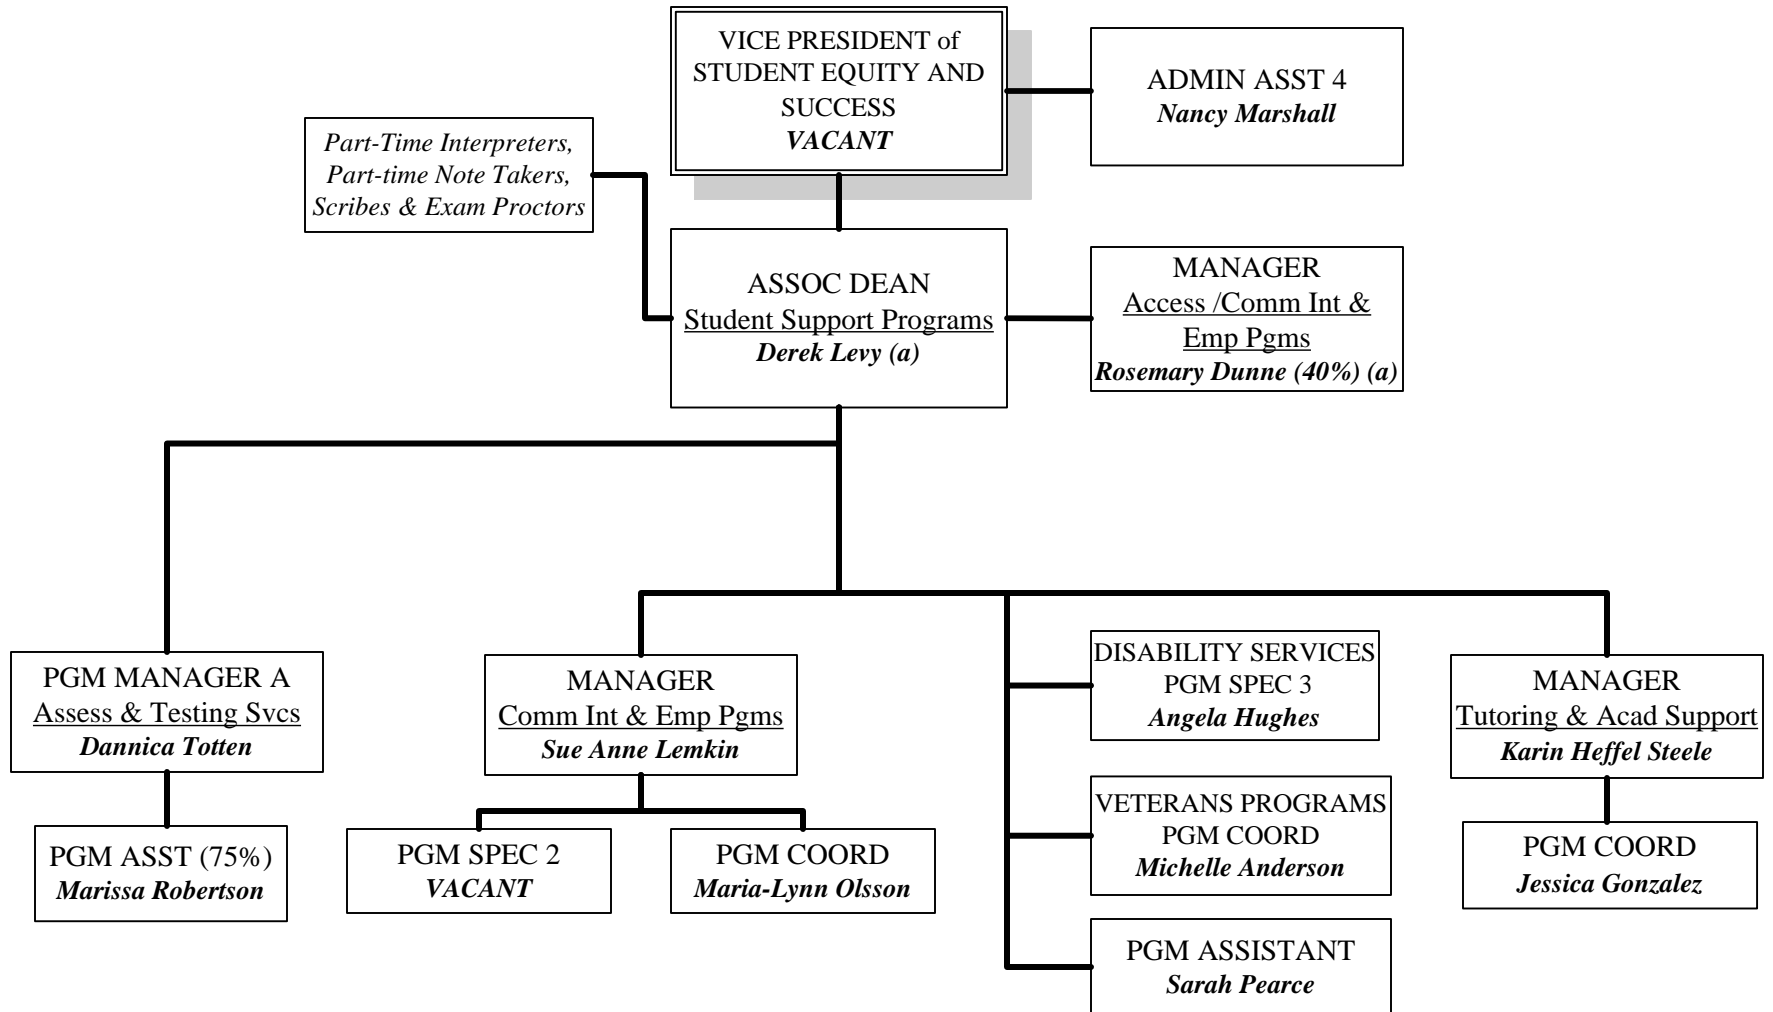 VICE PRESIDENT of
STUDENT EQUITY AND
SUCCESS
VACANT
ADMIN ASST 4
Nancy Marshall
Part-Time Interpreters,
Part-time Note Takers,
Scribes & Exam Proctors
ASSOC DEAN
Student Support Programs
Derek Levy (a)
MANAGER
Access /Comm Int &
Emp Pgms
Rosemary Dunne (40%) (a)
PGM MANAGER A
Assess & Testing Svcs
Dannica Totten
PGM ASST (75%)
Marissa Robertson
MANAGER
Comm Int & Emp Pgms
Sue Anne Lemkin
PGM SPEC 2
VACANT
PGM COORD
Maria-Lynn Olsson
DISABILITY SERVICES
PGM SPEC 3
Angela Hughes
VETERANS PROGRAMS
PGM COORD
Michelle Anderson
PGM ASSISTANT
Sarah Pearce
MANAGER
Tutoring & Acad Support
Karin Heffel Steele
PGM COORD
Jessica Gonzalez